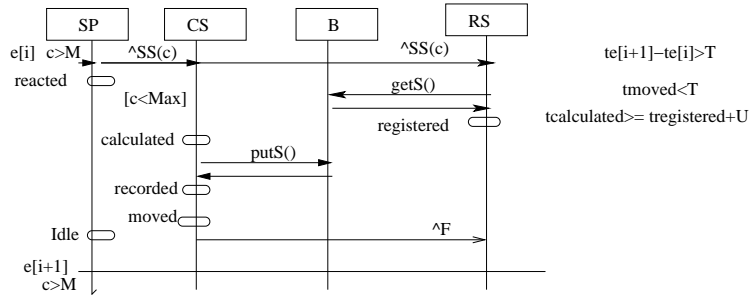 SP CS B RS
e[i] c>M ^SS(c) ^SS(c) te[i+1]−te[i]>T
reacted getS() tmoved<T
[c<Max]
registered tcalculated>= tregistered+U
calculated
putS()
recorded
moved
Idle ^F
e[i+1]
c>M